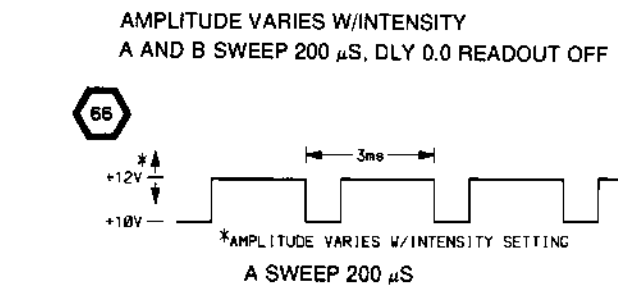 AMPLITUDE VARIES W/INTENSITY
A AND B SWEEP 200 µS, DLY 0.0 READOUT OFF
66
3ms
*
+12V
+10V
*AMPLITUDE VARIES W/INTENSITY SETTING
A SWEEP 200 µS